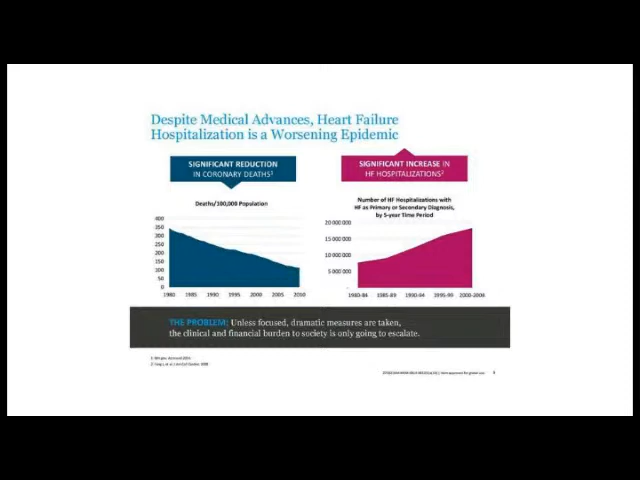 Despite Medical Advances, Heart Failure
Hospitalization is a Worsening Epidemic
SIGNIFICANT REDUCTION
IN CORONARY DEATHS¹
SIGNIFICANT INCREASE IN
HF HOSPITALIZATIONS²
Deaths/100,000 Population
400
350
300
250
200
150
100
50
0
1980 1985 1990 1995 2000 2005 2010
Number of HF Hospitalizations with
HF as Primary or Secondary Diagnosis,
by 5-year Time Period
20 000 000
15 000 000
10 000 000
5 000 000
-
1980-84 1985-89 1990-94 1995-99 2000-2004
THE PROBLEM: Unless focused, dramatic measures are taken,
the clinical and financial burden to society is only going to escalate.